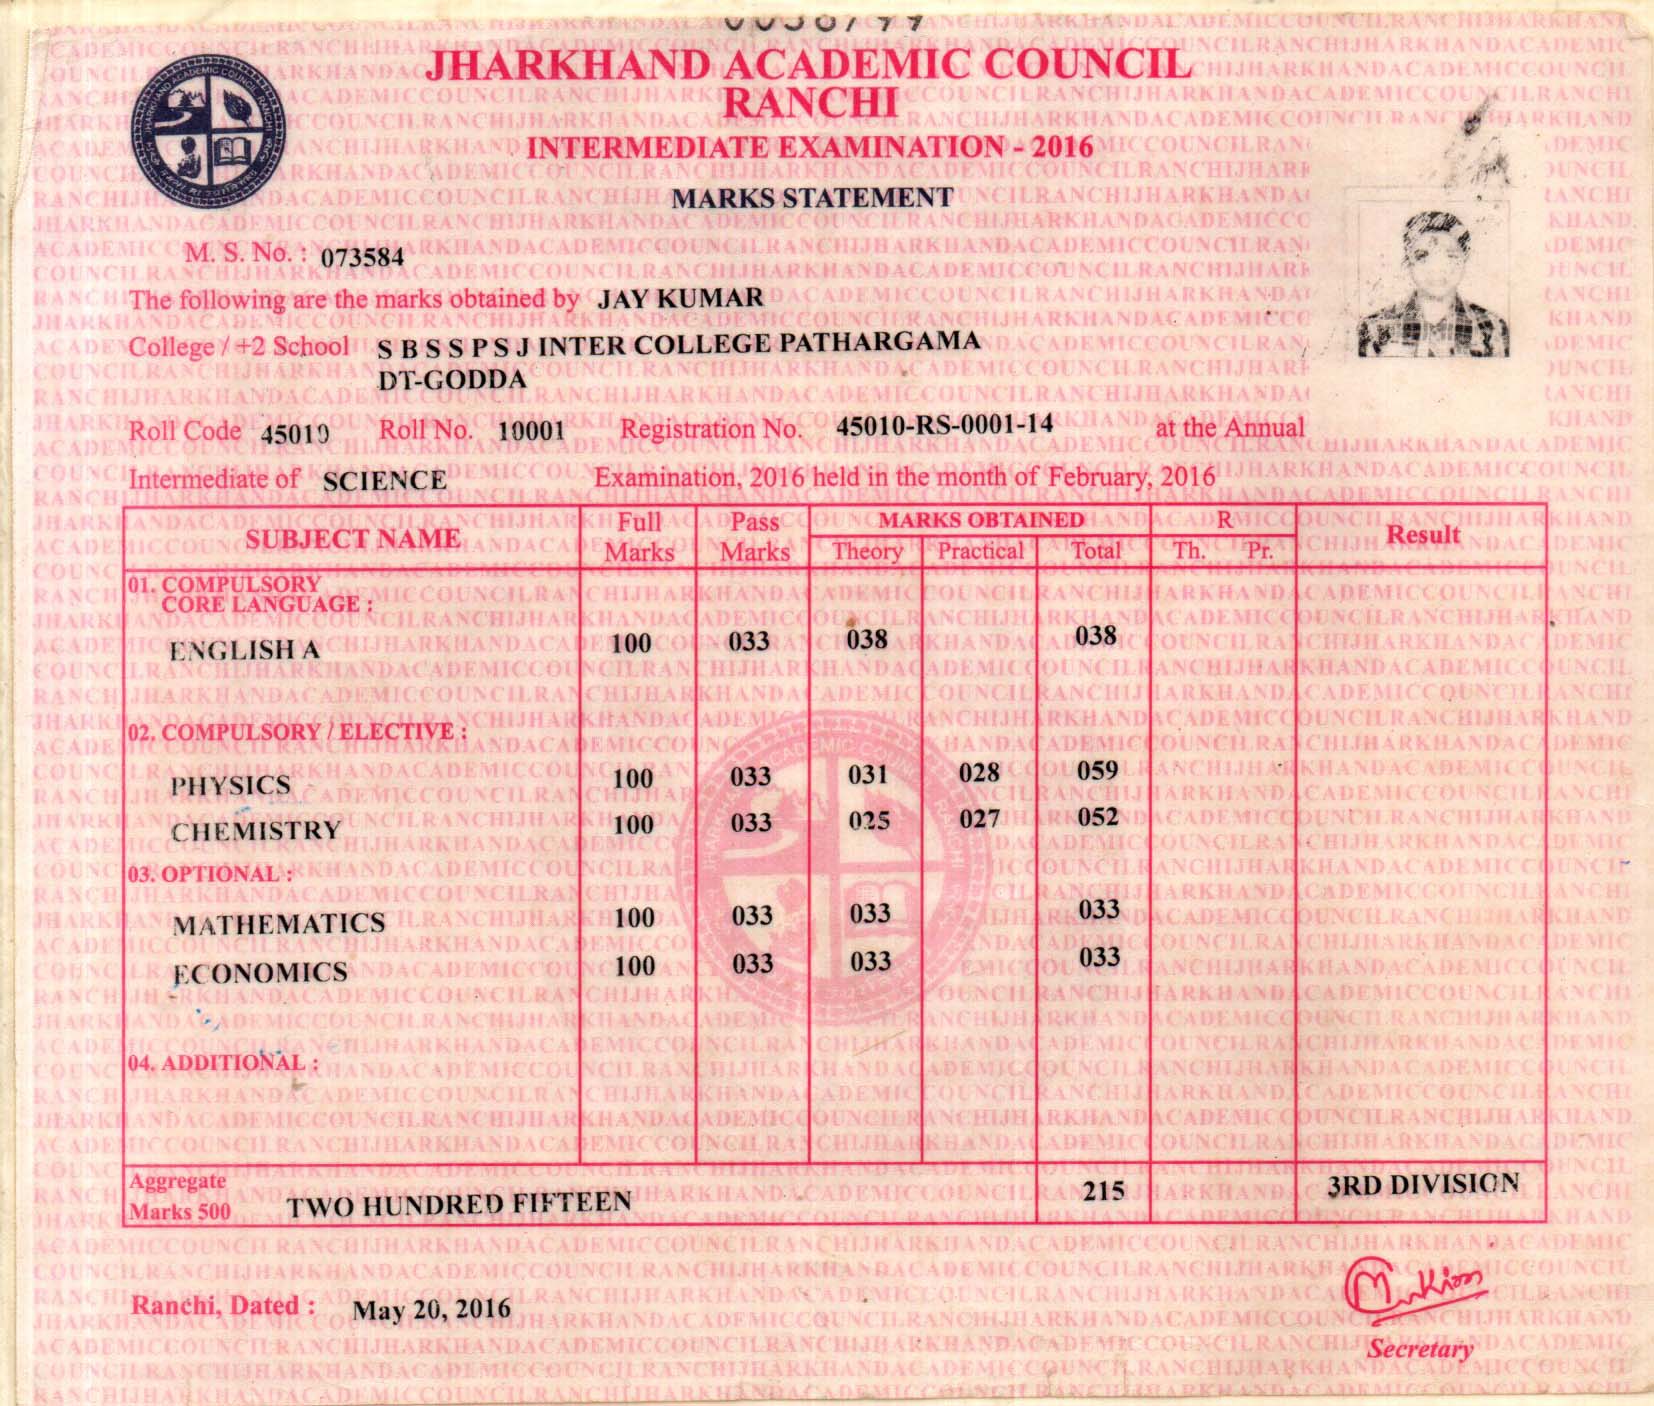 JHARKHAND ACADEMIC COUNCIL
RANCHI
INTERMEDIATE EXAMINATION - 2016
MARKS STATEMENT
M. S. No. : 073584
The following are the marks obtained by JAY KUMAR
College / +2 School S B S S P S J INTER COLLEGE PATHARGAMA
DT-GODDA
Roll Code 45010 Roll No. 10001 Registration No. 45010-RS-0001-14 at the Annual
Intermediate of SCIENCE Examination, 2016 held in the month of February, 2016
SUBJECT NAME Full Marks Pass Marks MARKS OBTAINED R Result
Theory Practical Total Th. Pr.
01. COMPULSORY
CORE LANGUAGE :
ENGLISH A 100 033 038 038
02. COMPULSORY / ELECTIVE :
PHYSICS 100 033 031 028 059
CHEMISTRY 100 033 025 027 052
03. OPTIONAL :
MATHEMATICS 100 033 033 033
ECONOMICS 100 033 033 033
04. ADDITIONAL :
Aggregate
Marks 500 TWO HUNDRED FIFTEEN 215 3RD DIVISION
Ranchi, Dated : May 20, 2016
Secretary